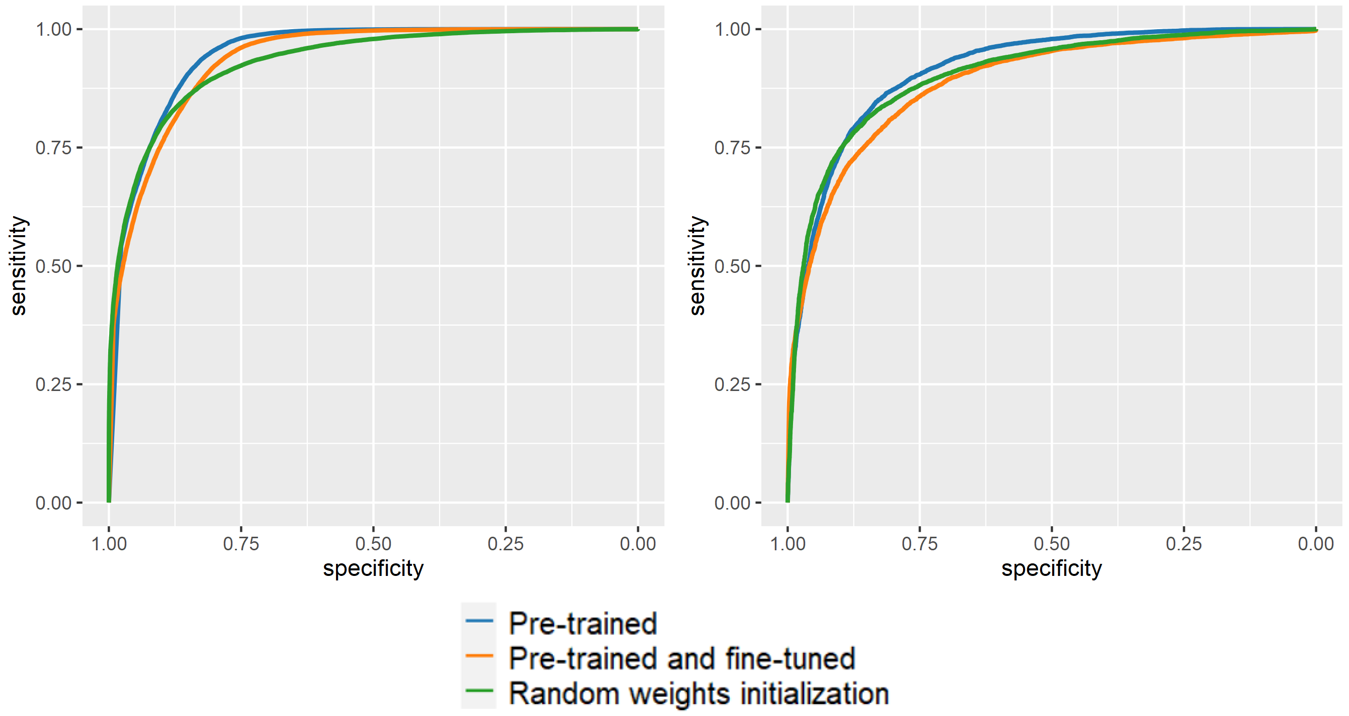 1.00
0.75
0.50
0.25
0.00
sensitivity
1.00 0.75 0.50 0.25 0.00
specificity
1.00
0.75
0.50
0.25
0.00
sensitivity
1.00 0.75 0.50 0.25 0.00
specificity
Pre-trained
Pre-trained and fine-tuned
Random weights initialization